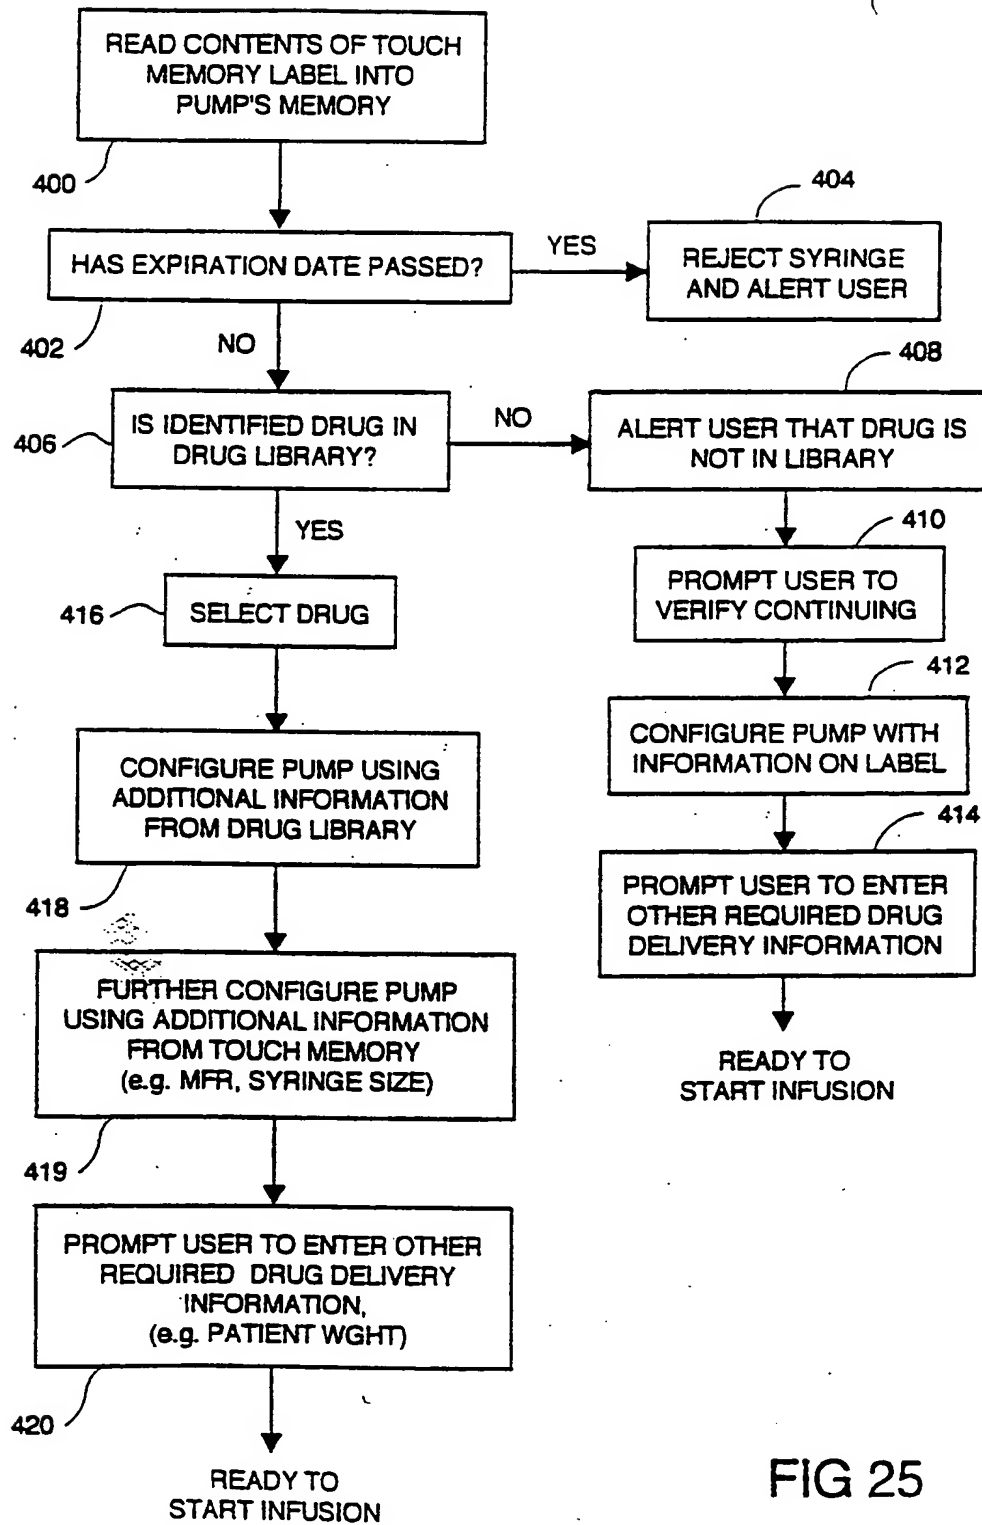 READ CONTENTS OF TOUCH
MEMORY LABEL INTO
PUMP'S MEMORY
400
HAS EXPIRATION DATE PASSED?
402
YES
404
REJECT SYRINGE
AND ALERT USER
NO
406
IS IDENTIFIED DRUG IN
DRUG LIBRARY?
NO
408
ALERT USER THAT DRUG IS
NOT IN LIBRARY
YES
410
PROMPT USER TO
VERIFY CONTINUING
416
SELECT DRUG
412
CONFIGURE PUMP WITH
INFORMATION ON LABEL
CONFIGURE PUMP USING
ADDITIONAL INFORMATION
FROM DRUG LIBRARY
418
414
PROMPT USER TO ENTER
OTHER REQUIRED DRUG
DELIVERY INFORMATION
READY TO
START INFUSION
FURTHER CONFIGURE PUMP
USING ADDITIONAL INFORMATION
FROM TOUCH MEMORY
(e.g. MFR, SYRINGE SIZE)
419
PROMPT USER TO ENTER OTHER
REQUIRED DRUG DELIVERY
INFORMATION,
(e.g. PATIENT WGHT)
420
READY TO
START INFUSION
FIG 25